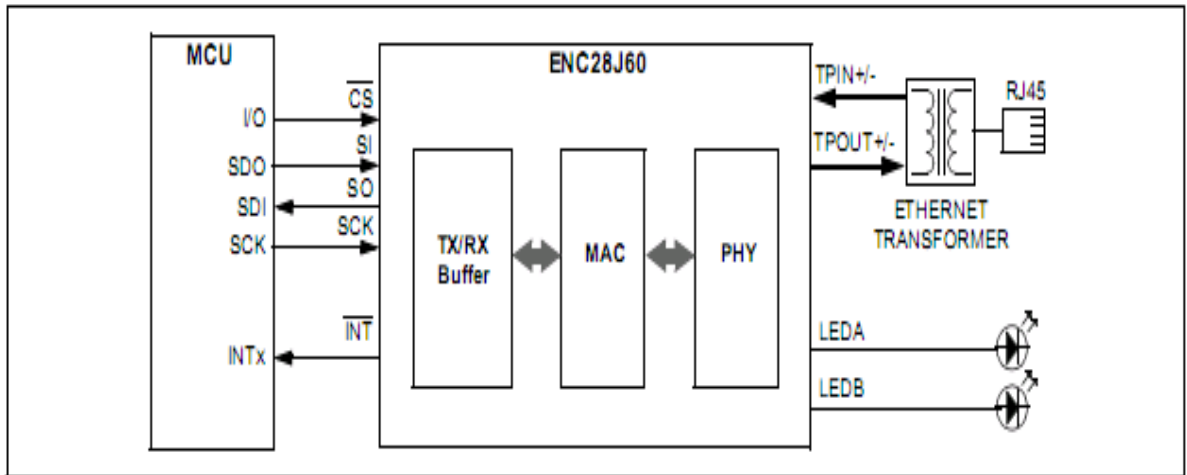 MCU
I/O
SDO
SDI
SCK
INTx
CS
SI
SO
SCK
INT
ENC28J60
TX/RX
Buffer
MAC
PHY
TPIN+/-
TPOUT+/-
RJ45
ETHERNET
TRANSFORMER
LEDA
LEDB